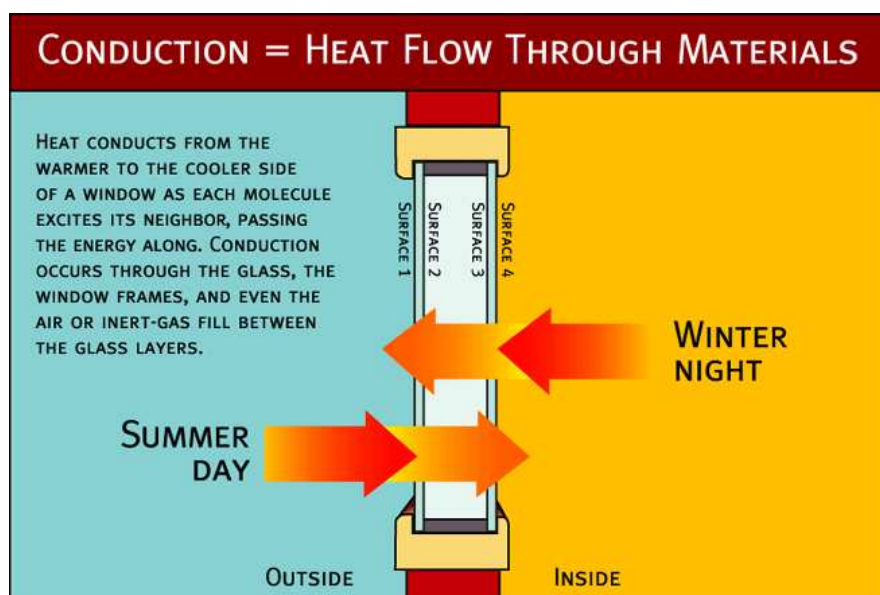 Conduction = Heat Flow Through Materials
Heat conducts from the
warmer to the cooler side
of a window as each molecule
excites its neighbor, passing
the energy along. Conduction
occurs through the glass, the
window frames, and even the
air or inert-gas fill between
the glass layers.
Surface 1
Surface 2
Surface 3
Surface 4
Winter
night
Summer
day
Outside
Inside